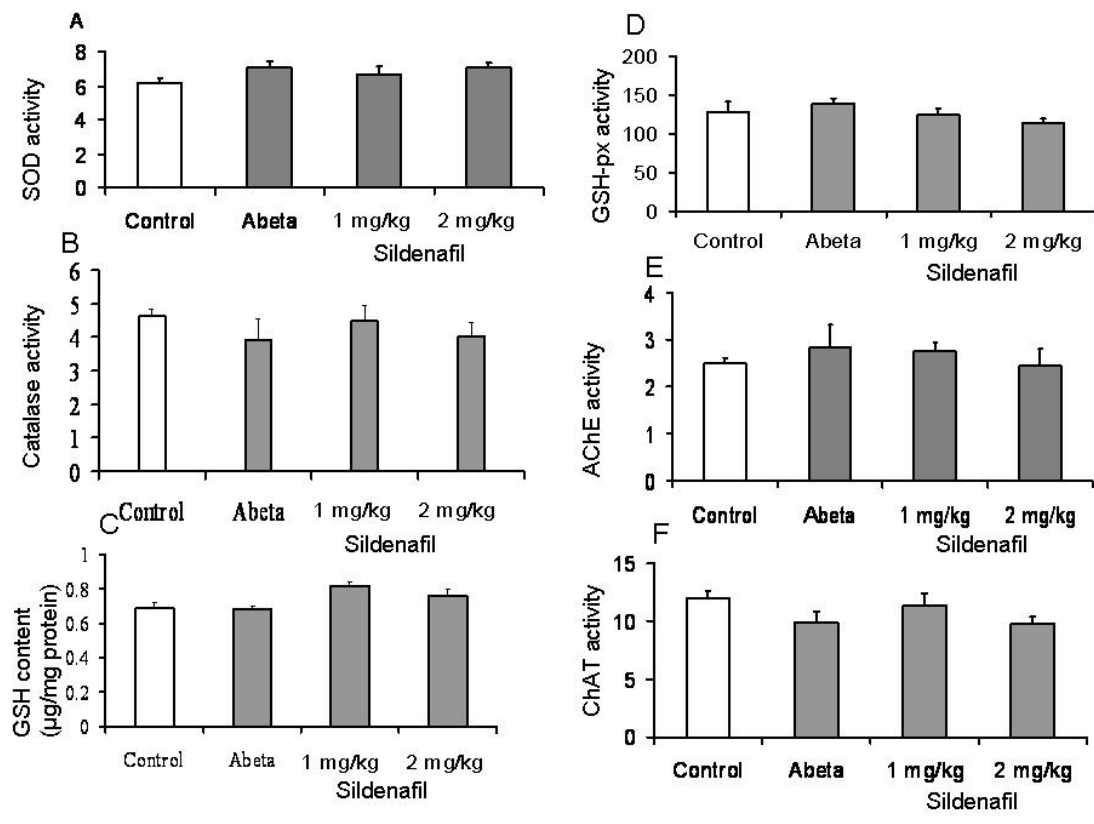 A
SOD activity
8
6
4
2
0
Control Abeta 1 mg/kg 2 mg/kg
Sildenafil
B
Catalase activity
6
5
4
3
2
1
0
Control Abeta 1 mg/kg 2 mg/kg
Sildenafil
C
GSH content
(µg/mg protein)
1
0.8
0.6
0.4
0.2
0
Control Abeta 1 mg/kg 2 mg/kg
Sildenafil
D
GSH-px activity
200
150
100
50
0
Control Abeta 1 mg/kg 2 mg/kg
Sildenafil
E
AChE activity
4
3
2
1
0
Control Abeta 1 mg/kg 2 mg/kg
Sildenafil
F
ChAT activity
15
10
5
0
Control Abeta 1 mg/kg 2 mg/kg
Sildenafil